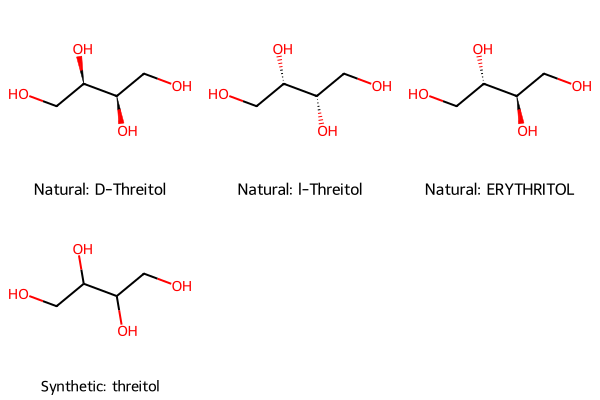 OH
HO
OH
OH
Natural: D-Threitol
OH
HO
OH
OH
Natural: l-Threitol
OH
HO
OH
OH
Natural: ERYTHRITOL
OH
HO
OH
OH
Synthetic: threitol